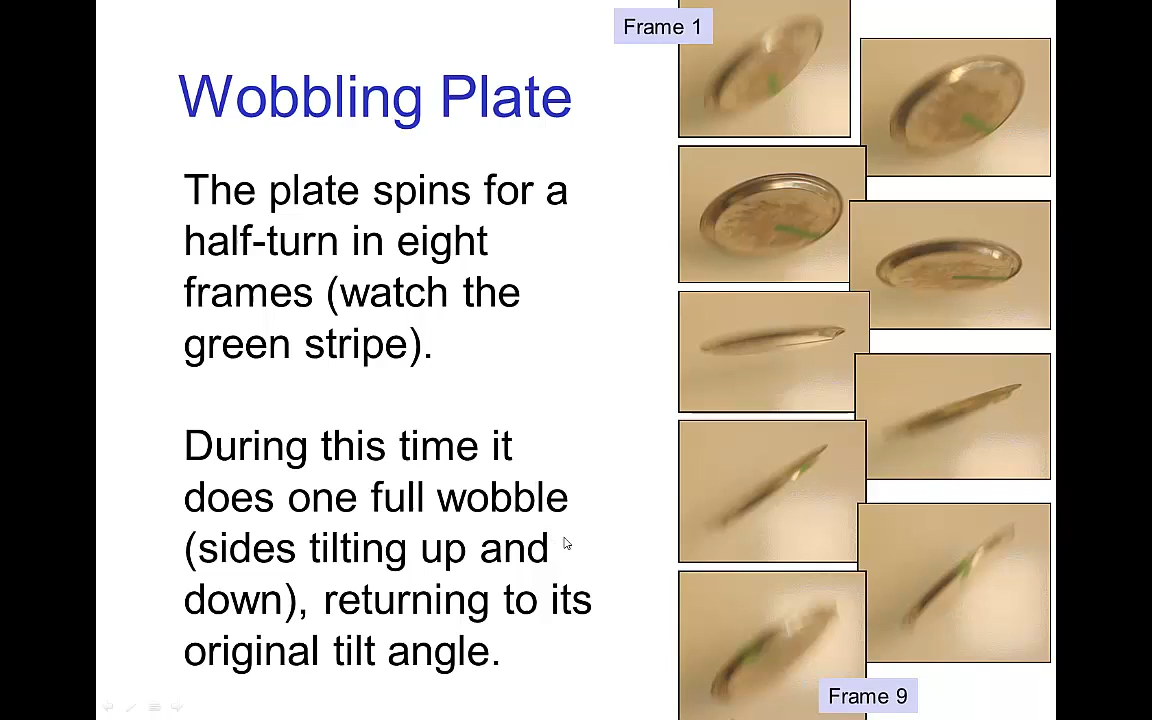 Frame 1
Wobbling Plate
The plate spins for a
half-turn in eight
frames (watch the
green stripe).
During this time it
does one full wobble
(sides tilting up and
down), returning to its
original tilt angle.
Frame 9